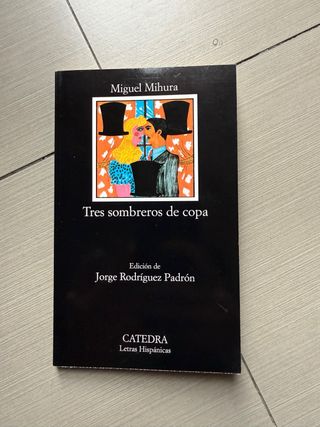 Miguel Mihura
Tres sombreros de copa
Edición de
Jorge Rodríguez Padrón
CATEDRA
Letras Hispánicas